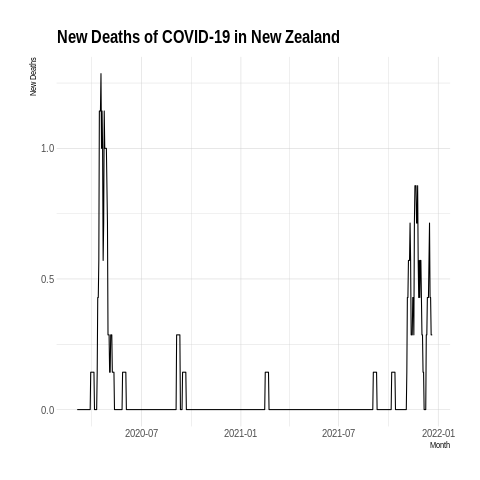 New Deaths of COVID-19 in New Zealand
New Deaths
1.0
0.5
0.0
2020-07 2021-01 2021-07 2022-01
Month